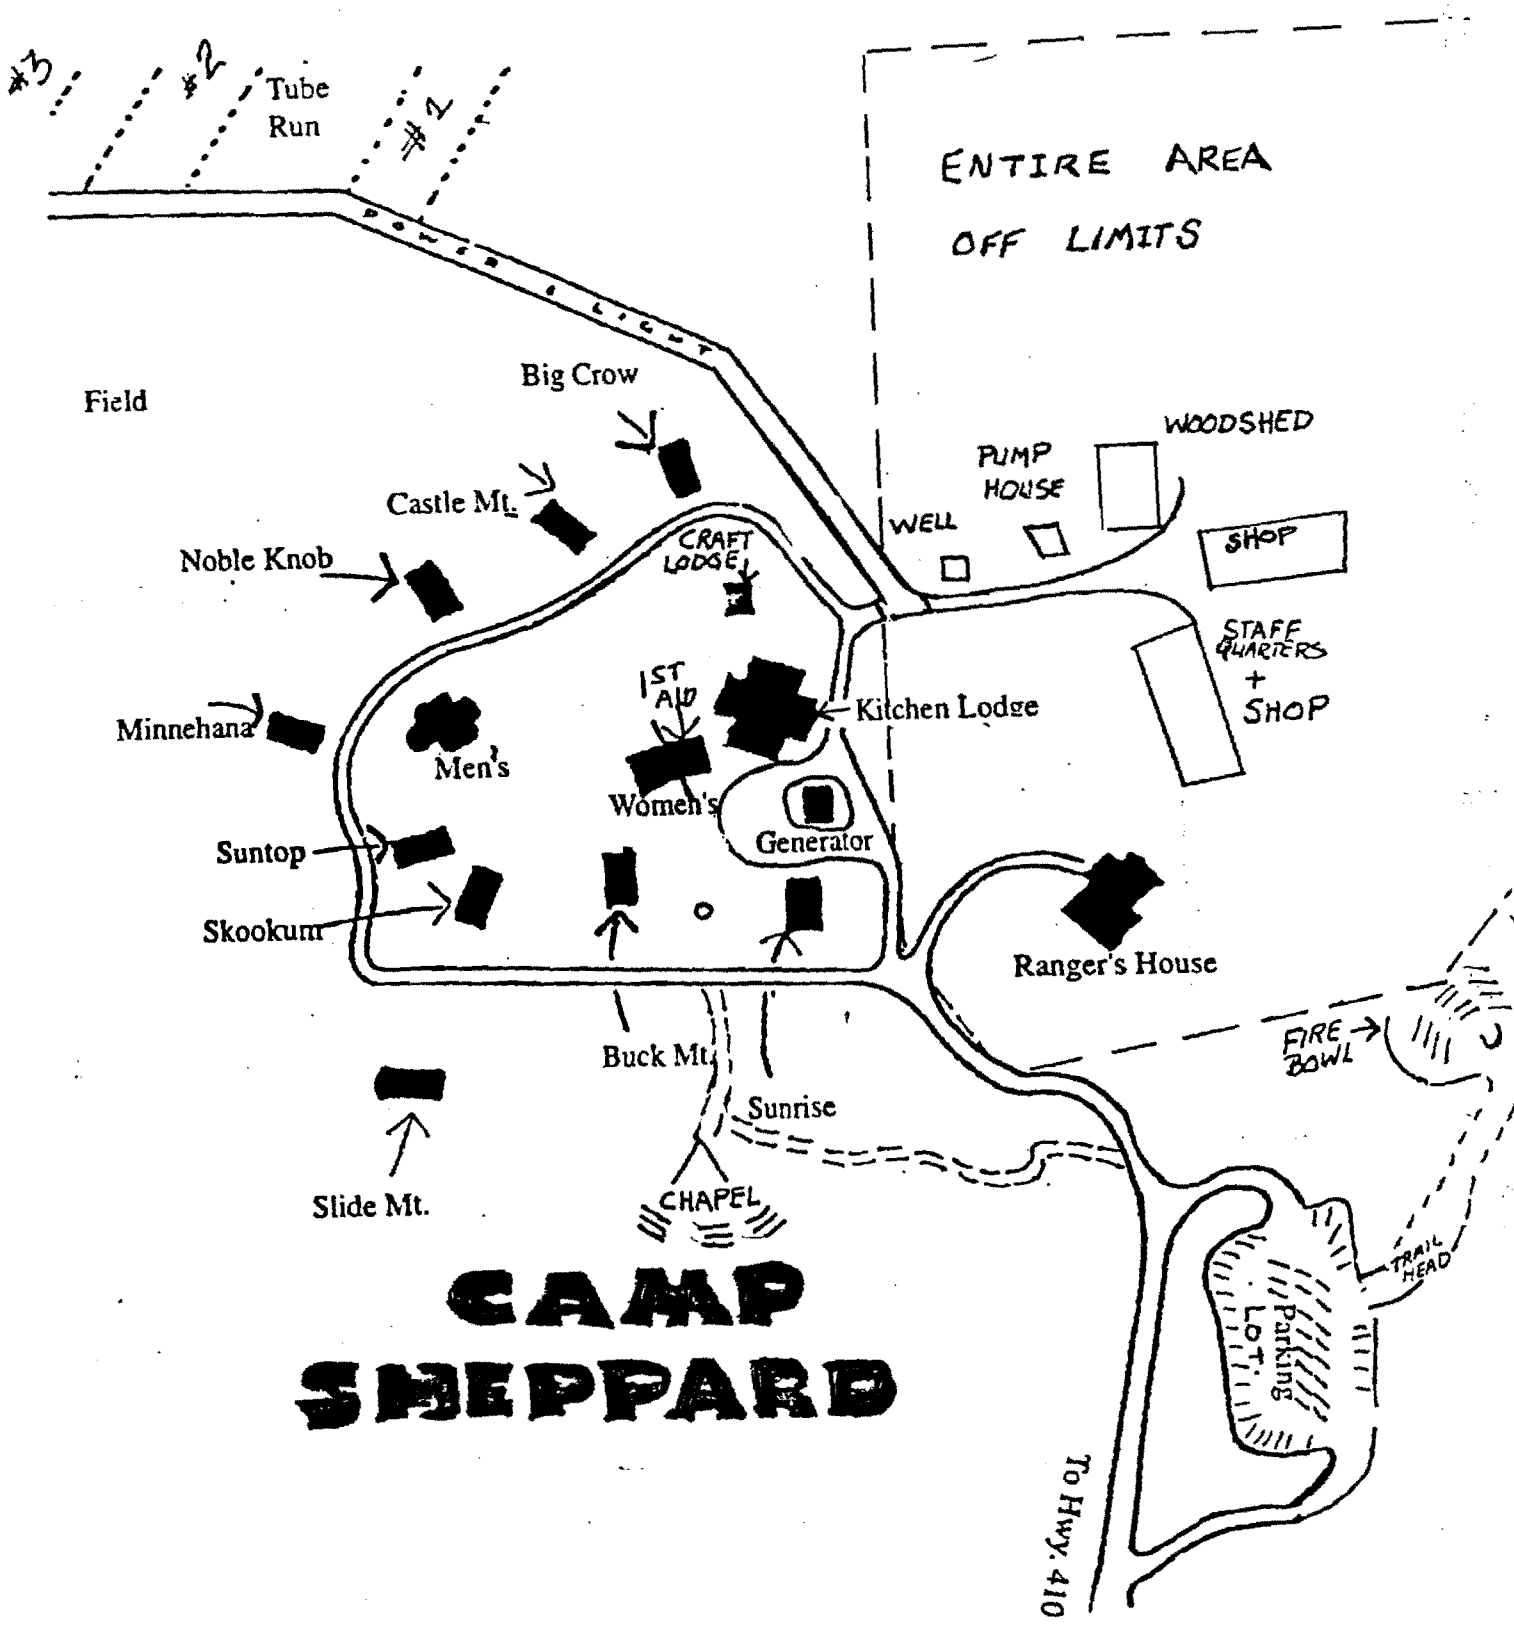 #3
#2
Tube
Run
#2
ENTIRE AREA
OFF LIMITS
POWER & LIGHT
Big Crow
Field
WOODSHED
PUMP
HOUSE
Castle Mt.
WELL
SHOP
CRAFT
LODGE
Noble Knob
STAFF
QUARTERS
+
SHOP
1ST
AID
Kitchen Lodge
Minnehana
Men's
Women's
Generator
Suntop
Skookum
Ranger's House
FIRE
BOWL
Buck Mt.
Sunrise
Slide Mt.
CHAPEL
TRAIL
HEAD
CAMP
SHEPPARD
Parking
LOT.
To Hwy. 410